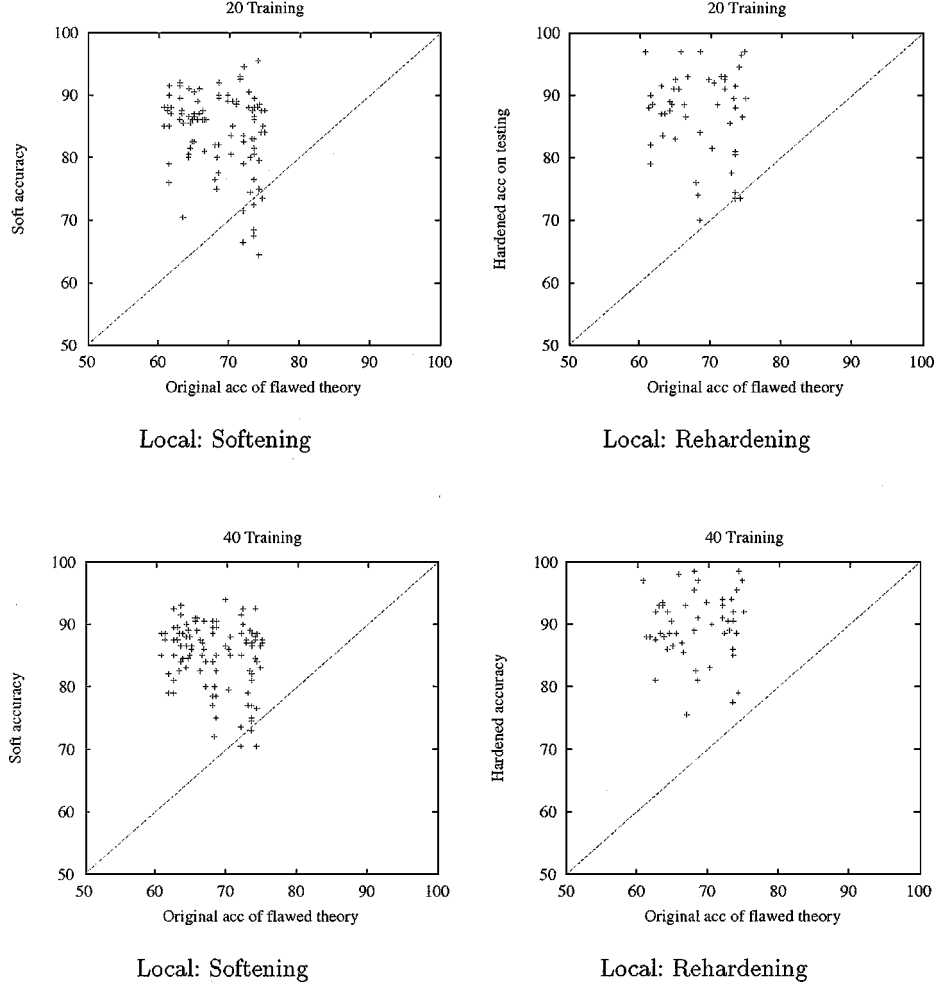 20 Training
100
90
80
70
60
50
Soft accuracy
50 60 70 80 90 100
Original acc of flawed theory
Local: Softening
20 Training
100
90
80
70
60
50
Hardened acc on testing
50 60 70 80 90 100
Original acc of flawed theory
Local: Rehardening
40 Training
100
90
80
70
60
50
Soft accuracy
50 60 70 80 90 100
Original acc of flawed theory
Local: Softening
40 Training
100
90
80
70
60
50
Hardened accuracy
50 60 70 80 90 100
Original acc of flawed theory
Local: Rehardening